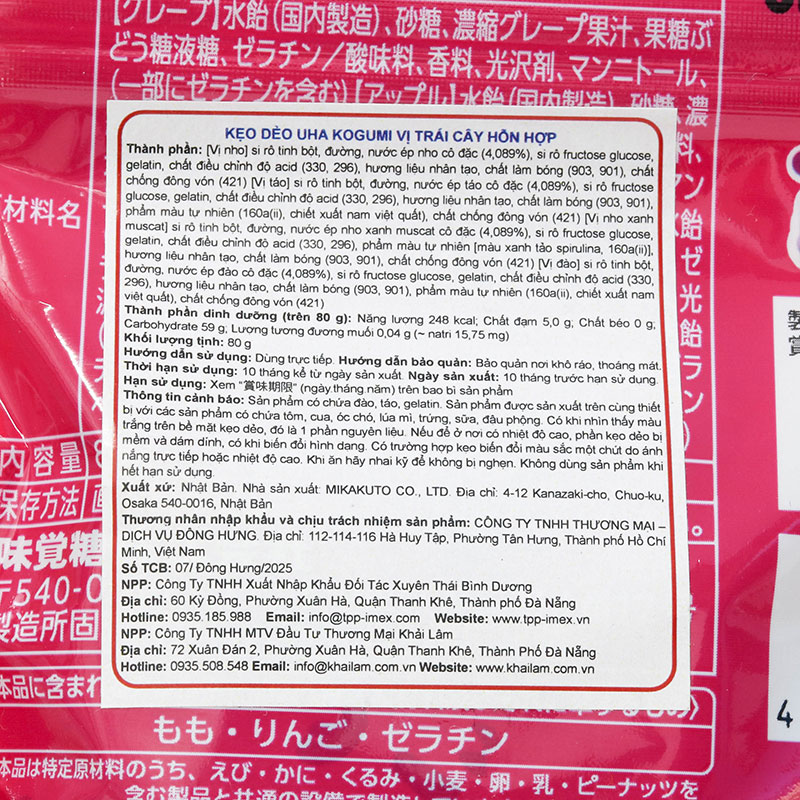 【グレープ】水飴(国内製造)、砂糖、濃縮グレープ果汁、果糖ぶ
どう糖液糖、ゼラチン/酸味料、香料、光沢剤、マンニトール、
(一部にゼラチンを含む)【アップル】水飴(国内製造)、砂糖、濃
KẸO DẺO UHA KOGUMI VỊ TRÁI CÂY HỖN HỢP
Thành phần: [Vị nho] si rô tinh bột, đường, nước ép nho cô đặc (4,089%), si rô fructose glucose,
gelatin, chất điều chỉnh độ acid (330, 296), hương liệu nhân tạo, chất làm bóng (903, 901), chất
chống đông vón (421) [Vị táo] si rô tinh bột, đường, nước ép táo cô đặc (4,089%), si rô fructose
glucose, gelatin, chất điều chỉnh độ acid (330, 296), hương liệu nhân tạo, chất làm bóng (903, 901),
phẩm màu tự nhiên (160a(ii), chiết xuất nam việt quất), chất chống đông vón (421) [Vị nho xanh
muscat] si rô tinh bột, đường, nước ép nho xanh muscat cô đặc (4,089%), si rô fructose glucose,
gelatin, chất điều chỉnh độ acid (330, 296), phẩm màu tự nhiên [màu xanh tảo spirulina, 160a(ii)],
hương liệu nhân tạo, chất làm bóng (903, 901), chất chống đông vón (421) [Vị đào] si rô tinh bột,
đường, nước ép đào cô đặc (4,089%), si rô fructose glucose, gelatin, chất điều chỉnh độ acid (330,
296), hương liệu nhân tạo, chất làm bóng (903, 901), phẩm màu tự nhiên (160a(ii), chiết xuất nam
việt quất), chất chống đông vón (421)
Thành phần dinh dưỡng (trên 80 g): Năng lượng 248 kcal; Chất đạm 5,0 g, Chất béo 0 g;
Carbohydrate 59 g; Lượng tương đương muối 0,04 g (~ natri 15,75 mg)
Khối lượng tịnh: 80 g
Hướng dẫn sử dụng: Dùng trực tiếp. Hướng dẫn bảo quản: Bảo quản nơi khô ráo, thoáng mát.
Thời hạn sử dụng: 10 tháng kể từ ngày sản xuất. Ngày sản xuất: 10 tháng trước hạn sử dụng.
Hạn sử dụng: Xem "賞味期限" (ngày.tháng.năm) trên bao bì sản phẩm
Thông tin cảnh báo: Sản phẩm có chứa đào, táo, gelatin. Sản phẩm được sản xuất trên cùng thiết
bị với các sản phẩm có chứa tôm, cua, óc chó, lúa mì, trứng, sữa, đậu phộng. Có khi nhìn thấy màu
trắng trên bề mặt kẹo dẻo, đó là 1 phần nguyên liệu. Nếu để ở nơi có nhiệt độ cao, phần kẹo dẻo bị
mềm và dám dính, có khi biến đổi hình dạng. Có trường hợp kẹo biến đổi màu sắc một chút do ánh
nắng trực tiếp hoặc nhiệt độ cao. Khi ăn hãy nhai kỹ để không bị nghẹn. Không dùng sản phẩm khi
hết hạn sử dụng.
Xuất xứ: Nhật Bản. Nhà sản xuất: MIKAKUTO CO., LTD. Địa chỉ: 4-12 Kanazaki-cho, Chuo-ku,
Osaka 540-0016, Nhật Bản
Thương nhân nhập khẩu và chịu trách nhiệm sản phẩm: CÔNG TY TNHH THƯƠNG MẠI –
DỊCH VỤ ĐÔNG HƯNG. Địa chỉ: 112-114-116 Hà Huy Tập, Phường Tân Hưng, Thành phố Hồ Chí
Minh, Việt Nam
Số TCB: 07/ Đông Hưng/2025
NPP: Công Ty TNHH Xuất Nhập Khẩu Đối Tác Xuyên Thái Bình Dương
Địa chỉ: 60 Kỳ Đồng, Phường Xuân Hà, Quận Thanh Khê, Thành phố Đà Nẵng
Hotline: 0935.185.988 Email: info@tpp-imex.com Website: www.tpp-imex.vn
NPP: Công Ty TNHH MTV Đầu Tư Thương Mại Khải Lâm
Địa chỉ: 72 Xuân Đán 2, Phường Xuân Hà, Quận Thanh Khê, Thành Phố Đà Nẵng
Hotline: 0935.508.548 Email: info@khailam.com.vn Website: www.khailam.com.vn
材料名
内容量
保存方法
味覚糖
〒540-0
製造所固
本品に含まれ
もも・りんご・ゼラチン
本品は特定原材料のうち、えび・かに・くるみ・小麦・卵・乳・ピーナッツを
含む製品と共通の設備で製造し